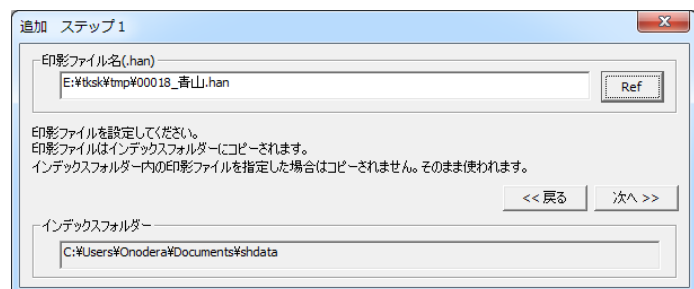 追加 ステップ1
印影ファイル名(.han)
E:¥tksk¥tmp¥00018_青山.han
Ref
印影ファイルを設定してください。
印影ファイルはインデックスフォルダーにコピーされます。
インデックスフォルダー内の印影ファイルを指定した場合はコピーされません。そのまま使われます。
<< 戻る 次へ >>
インデックスフォルダー
C:¥Users¥Onodera¥Documents¥shdata